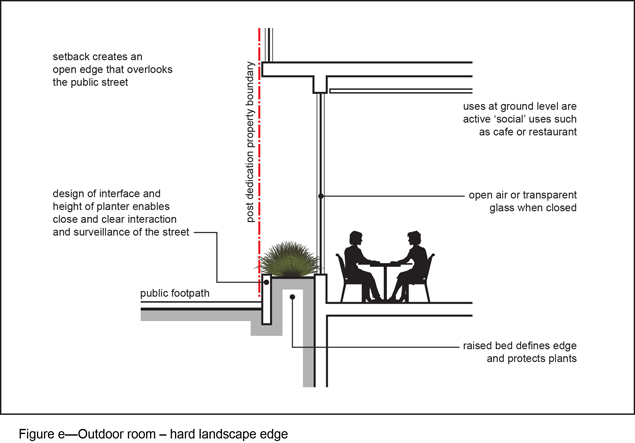 setback creates an
open edge that overlooks
the public street
post dedication property boundary
uses at ground level are
active ‘social’ uses such
as cafe or restaurant
design of interface and
height of planter enables
close and clear interaction
and surveillance of the street
open air or transparent
glass when closed
public footpath
raised bed defines edge
and protects plants
Figure e—Outdoor room – hard landscape edge